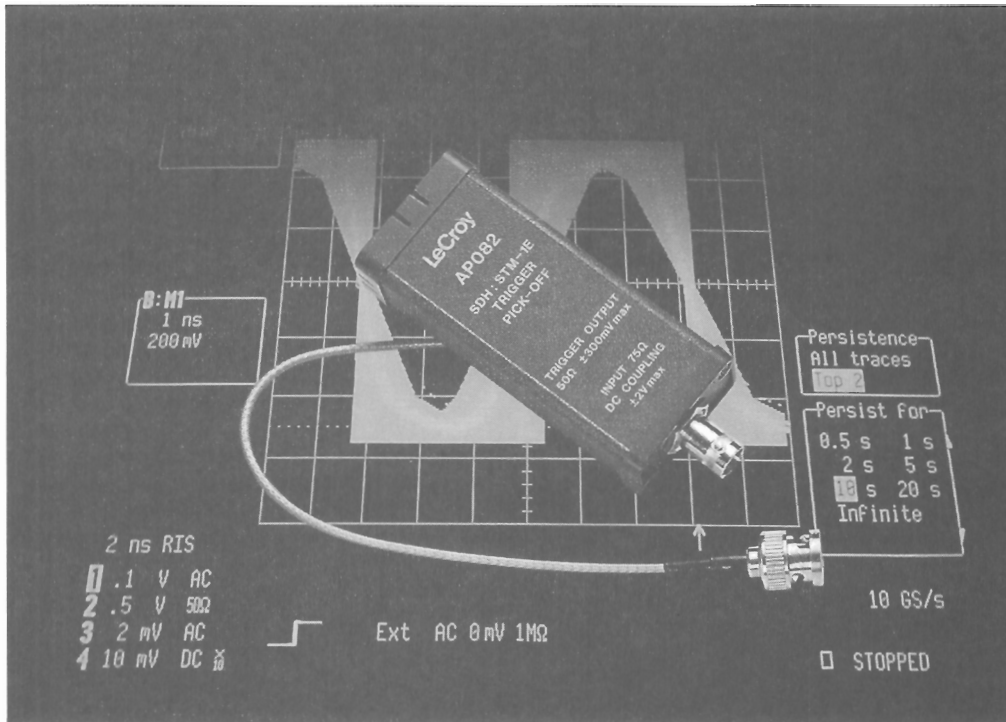 B:M1
1 ns
200 mV
LeCroy
AP082
SDH: STM-1E
TRIGGER
PICK-OFF
TRIGGER OUTPUT
50Ω ±300mV max
INPUT 75Ω
DC COUPLING
±2V max
Persistence
All traces
Top 2
Persist for
0.5 s 1 s
2 s 5 s
10 s 20 s
Infinite
2 ns RIS
1 .1 V AC
2 .5 V 50Ω
3 2 mV AC
4 10 mV DC X10
Ext AC 0 mV 1MΩ
10 GS/s
STOPPED